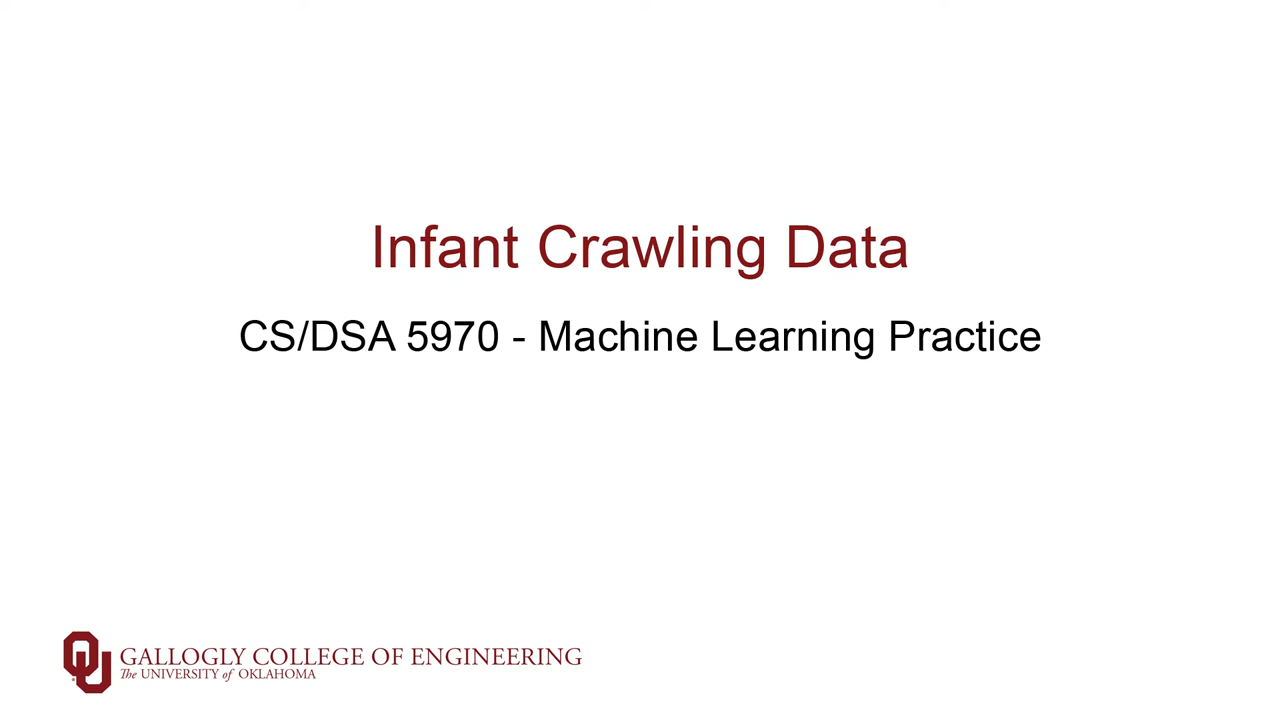 Infant Crawling Data
CS/DSA 5970 - Machine Learning Practice
GALLOGLY COLLEGE OF ENGINEERING
The UNIVERSITY of OKLAHOMA